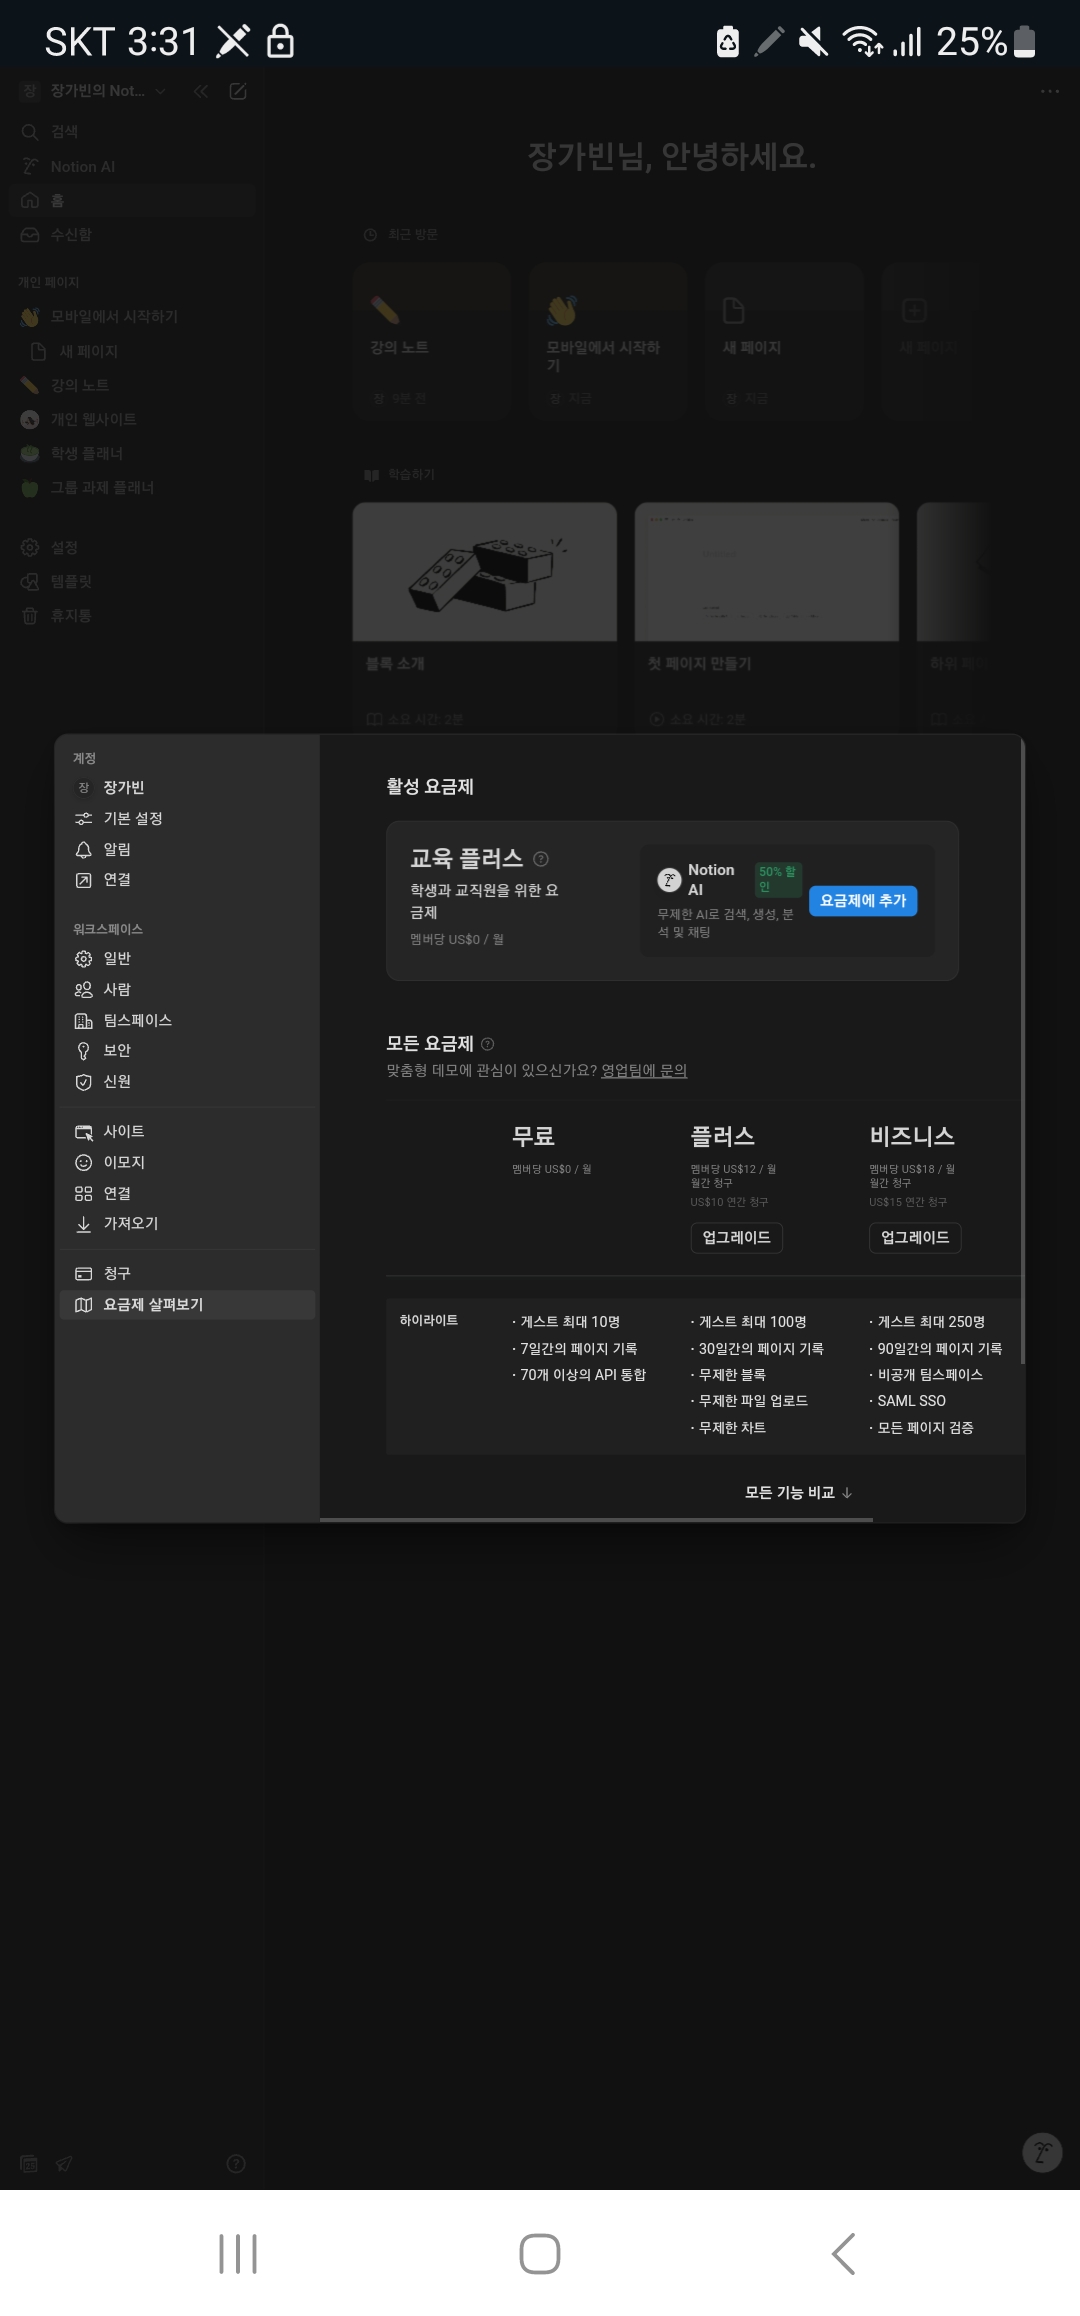 SKT 3:31
25%
장 장가빈의 Not...
검색
Notion AI
홈
수신함
개인 페이지
모바일에서 시작하기
새 페이지
강의 노트
개인 웹사이트
학생 플래너
그룹 과제 플래너
설정
템플릿
휴지통
장가빈님, 안녕하세요.
최근 방문
강의 노트
장 9분 전
모바일에서 시작하
기
장 지금
새 페이지
장 지금
새 페이지
학습하기
블록 소개
소요 시간: 2분
첫 페이지 만들기
소요 시간: 2분
하위
계정
장 장가빈
기본 설정
알림
연결
워크스페이스
일반
사람
팀스페이스
보안
신원
사이트
이모지
연결
가져오기
청구
요금제 살펴보기
활성 요금제
교육 플러스
학생과 교직원을 위한 요
금제
멤버당 US$0 / 월
Notion
AI
50% 할
인
무제한 AI로 검색, 생성, 분
석 및 채팅
요금제에 추가
모든 요금제
맞춤형 데모에 관심이 있으신가요? 영업팀에 문의
무료
멤버당 US$0 / 월
플러스
멤버당 US$12 / 월
월간 청구
US$10 연간 청구
업그레이드
비즈니스
멤버당 US$18 / 월
월간 청구
US$15 연간 청구
업그레이드
하이라이트
· 게스트 최대 10명
· 7일간의 페이지 기록
· 70개 이상의 API 통합
· 게스트 최대 100명
· 30일간의 페이지 기록
· 무제한 블록
· 무제한 파일 업로드
· 무제한 차트
· 게스트 최대 250명
· 90일간의 페이지 기록
· 비공개 팀스페이스
· SAML SSO
· 모든 페이지 검증
모든 기능 비교 ↓